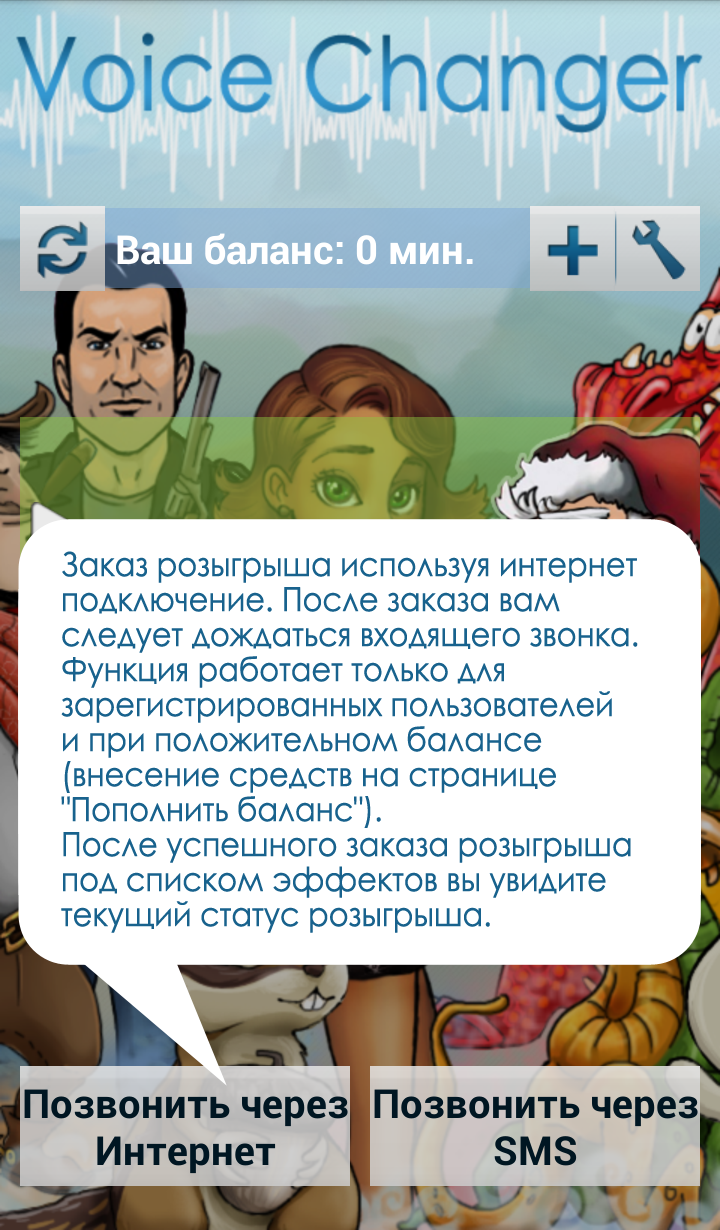 Voice Changer
Ваш баланс: 0 мин.
Заказ розыгрыша используя интернет
подключение. После заказа вам
следует дождаться входящего звонка.
Функция работает только для
зарегистрированных пользователей
и при положительном балансе
(внесение средств на странице
"Пополнить баланс").
После успешного заказа розыгрыша
под списком эффектов вы увидите
текущий статус розыгрыша.
Позвонить через
Интернет
Позвонить через
SMS